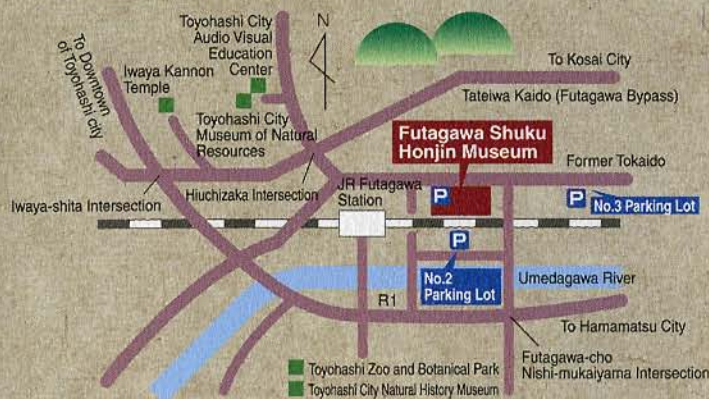 Toyohashi City
Audio Visual
Education
Center
N
To Downtown
of Toyohashi city
Iwaya Kannon
Temple
To Kosai City
Tateiwa Kaido (Futagawa Bypass)
Toyohashi City
Museum of Natural
Resources
Futagawa Shuku
Honjin Museum
Former Tokaido
Iwaya-shita Intersection
Hiuchizaka Intersection
JR Futagawa
Station
P
P
No.3 Parking Lot
P
No.2
Parking Lot
Umedagawa River
R1
To Hamamatsu City
Futagawa-cho
Nishi-mukaiyama Intersection
Toyohashi Zoo and Botanical Park
Toyohashi City Natural History Museum